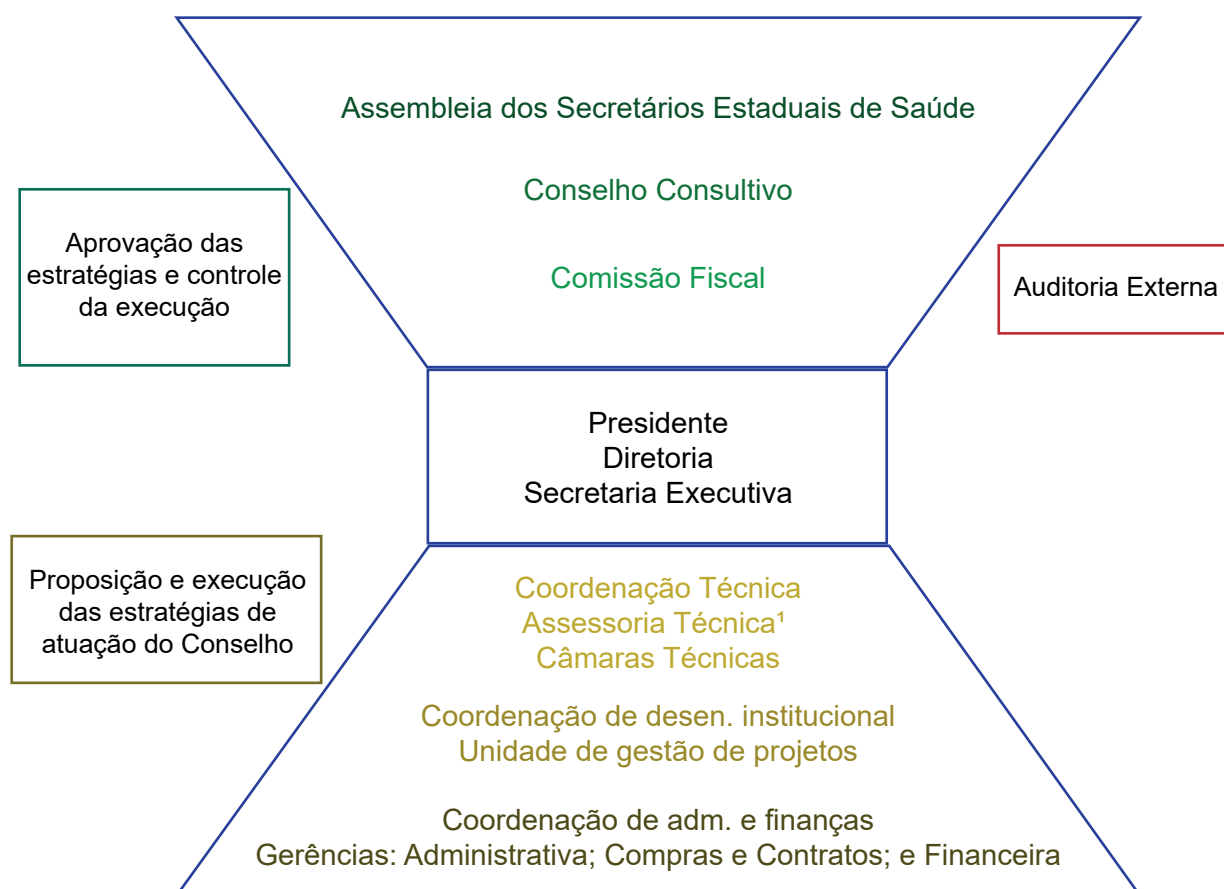 Assembleia dos Secretários Estaduais de Saúde
Conselho Consultivo
Comissão Fiscal
Aprovação das
estratégias e controle
da execução
Auditoria Externa
Presidente
Diretoria
Secretaria Executiva
Proposição e execução
das estratégias de
atuação do Conselho
Coordenação Técnica
Assessoria Técnica¹
Câmaras Técnicas
Coordenação de desen. institucional
Unidade de gestão de projetos
Coordenação de adm. e finanças
Gerências: Administrativa; Compras e Contratos; e Financeira